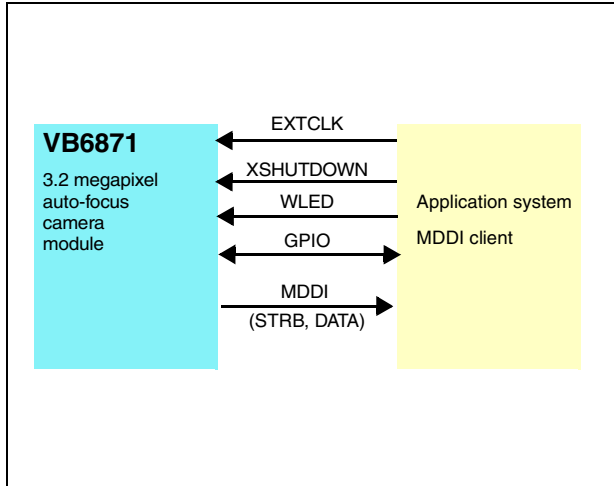 VB6871
3.2 megapixel
auto-focus
camera
module
EXTCLK
XSHUTDOWN
WLED
GPIO
MDDI
(STRB, DATA)
Application system
MDDI client